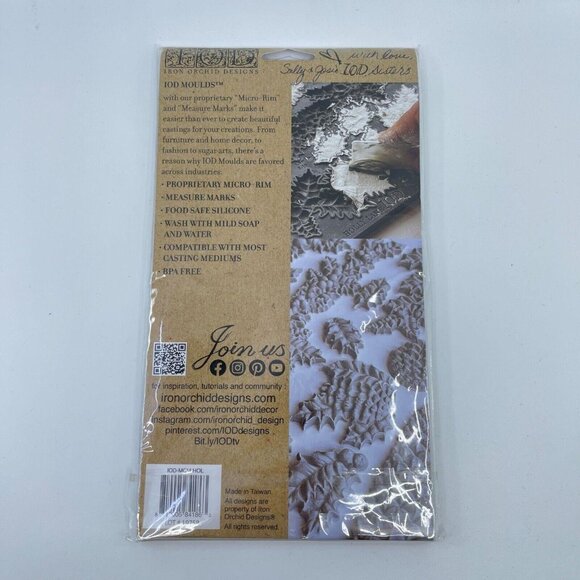 IOD
IRON ORCHID DESIGNS
with love,
Sally & Josie IOD Sisters
IOD MOULDS™
with our proprietary "Micro-Rim"
and "Measure Marks" make it
easier than ever to create beautiful
castings for your creations. From
furniture and home decor, to
fashion to sugar-arts, there's a
reason why IOD Moulds are favored
across industries:
• PROPRIETARY MICRO-RIM
• MEASURE MARKS
• FOOD SAFE SILICONE
• WASH WITH MILD SOAP
AND WATER
• COMPATIBLE WITH MOST
CASTING MEDIUMS
• BPA FREE
Join us
for inspiration, tutorials and community :
ironorchiddesigns.com
facebook.com/ironorchiddecor
instagram.com/ironorchid_design
pinterest.com/IODdesigns
Bit.ly/IODtv
Made in Taiwan.
All designs are
property of Iron
Orchid Designs®
All rights reserved.